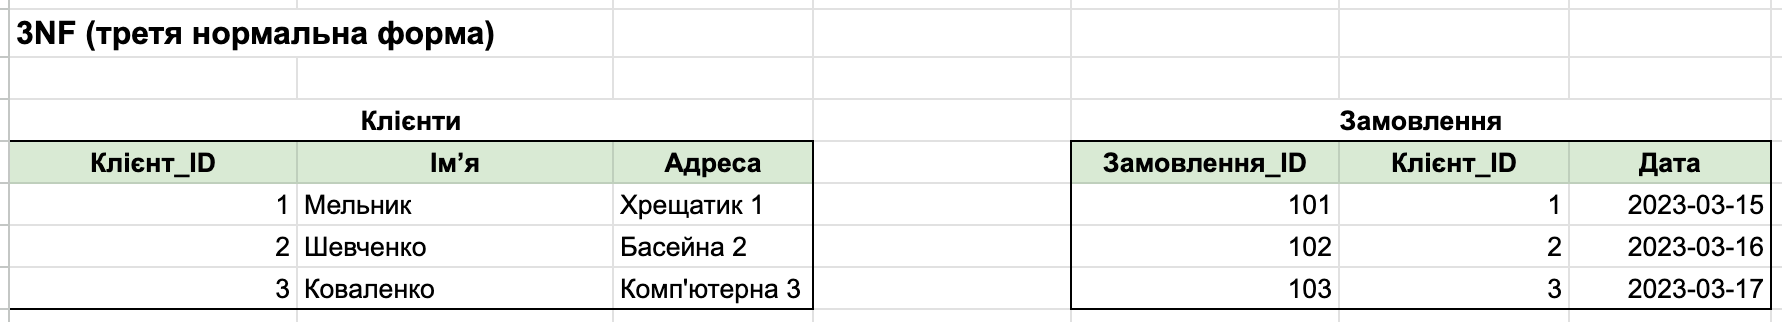 3NF (третя нормальна форма)
Клієнти
Клієнт_ID Ім’я Адреса
1 Мельник Хрещатик 1
2 Шевченко Басейна 2
3 Коваленко Комп'ютерна 3
Замовлення
Замовлення_ID Клієнт_ID Дата
101 1 2023-03-15
102 2 2023-03-16
103 3 2023-03-17